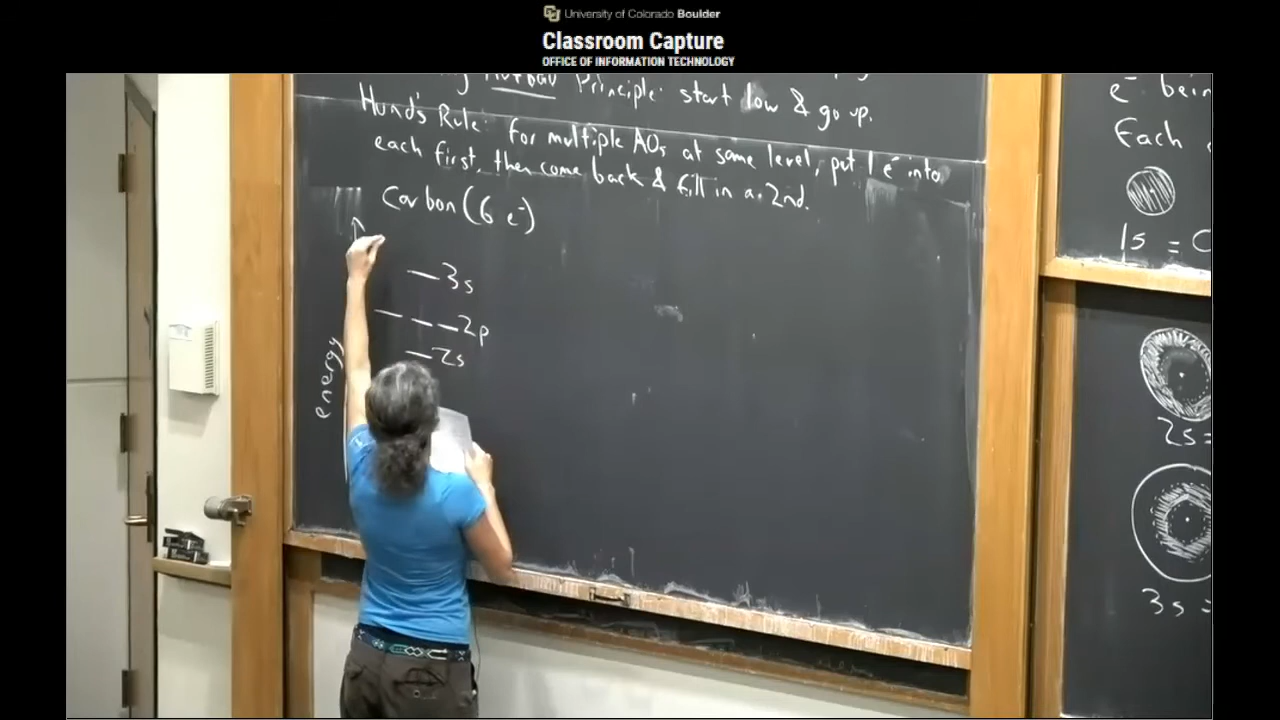 University of Colorado Boulder
Classroom Capture
OFFICE OF INFORMATION TECHNOLOGY
Principle: start low & go up.
Hund's Rule: for multiple AOs at same level, put 1 e⁻ into
each first, then come back & fill in a 2nd.
Carbon (6 e⁻)
3s
2p
2s
energy
e⁻ bein
Each
1s = C
2s =
3s =